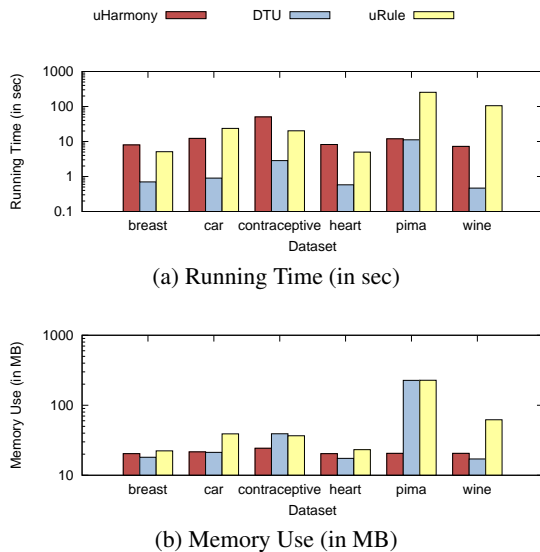 uHarmony DTU uRule
1000
100
10
1
0.1
Running Time (in sec)
breast car contraceptive heart pima wine
Dataset
(a) Running Time (in sec)
1000
100
10
Memory Use (in MB)
breast car contraceptive heart pima wine
Dataset
(b) Memory Use (in MB)